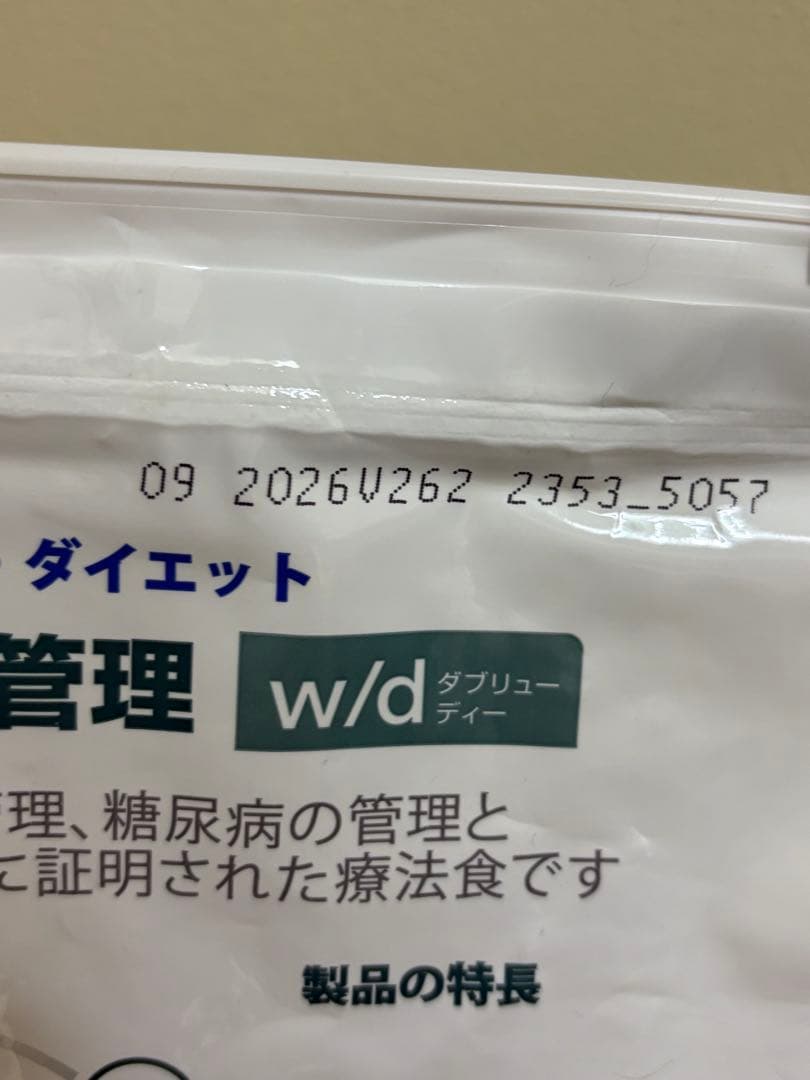 09 2026V262 2353_5057
・ダイエット
管理 w/d ダブリュー
ディー
管理、糖尿病の管理と
に証明された療法食です
製品の特長